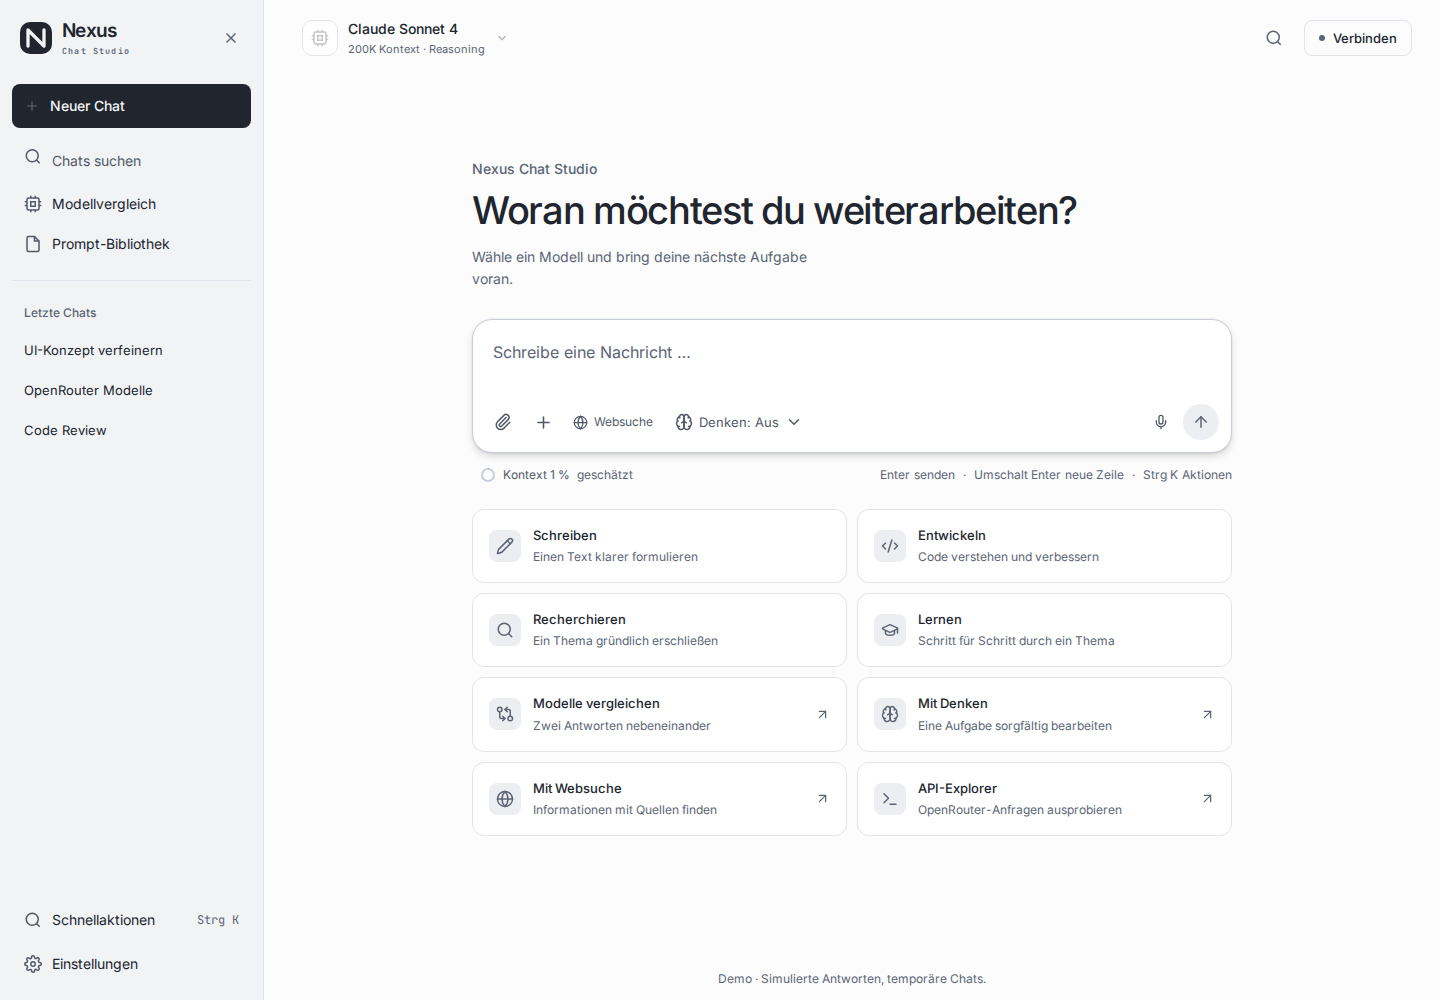 Nexus
Chat Studio
Neuer Chat
Chats suchen
Modellvergleich
Prompt-Bibliothek
Letzte Chats
UI-Konzept verfeinern
OpenRouter Modelle
Code Review
Schnellaktionen Strg K
Einstellungen
Claude Sonnet 4
200K Kontext · Reasoning
Verbinden
Nexus Chat Studio
Woran möchtest du weiterarbeiten?
Wähle ein Modell und bring deine nächste Aufgabe
voran.
Schreibe eine Nachricht ...
Websuche Denken: Aus
Kontext 1 % geschätzt Enter senden · Umschalt Enter neue Zeile · Strg K Aktionen
Schreiben
Einen Text klarer formulieren
Entwickeln
Code verstehen und verbessern
Recherchieren
Ein Thema gründlich erschließen
Lernen
Schritt für Schritt durch ein Thema
Modelle vergleichen
Zwei Antworten nebeneinander
Mit Denken
Eine Aufgabe sorgfältig bearbeiten
Mit Websuche
Informationen mit Quellen finden
API-Explorer
OpenRouter-Anfragen ausprobieren
Demo · Simulierte Antworten, temporäre Chats.